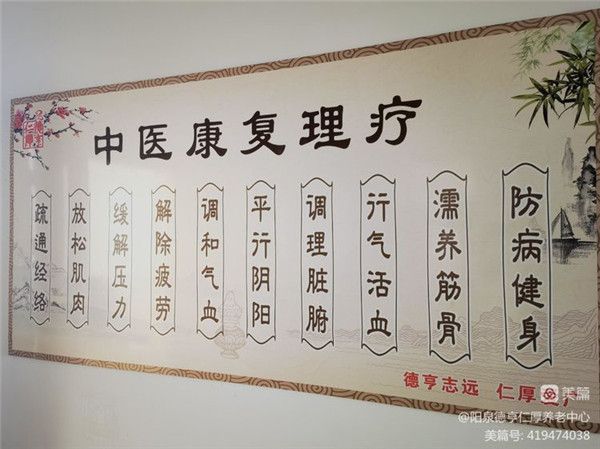 中医康复理疗
疏通经络
放松肌肉
缓解压力
解除疲劳
调和气血
平行阴阳
调理脏腑
行气活血
濡养筋骨
防病健身
德亨志远 仁厚
美篇
@阳泉德亨仁厚养老中心
美篇号: 419474038